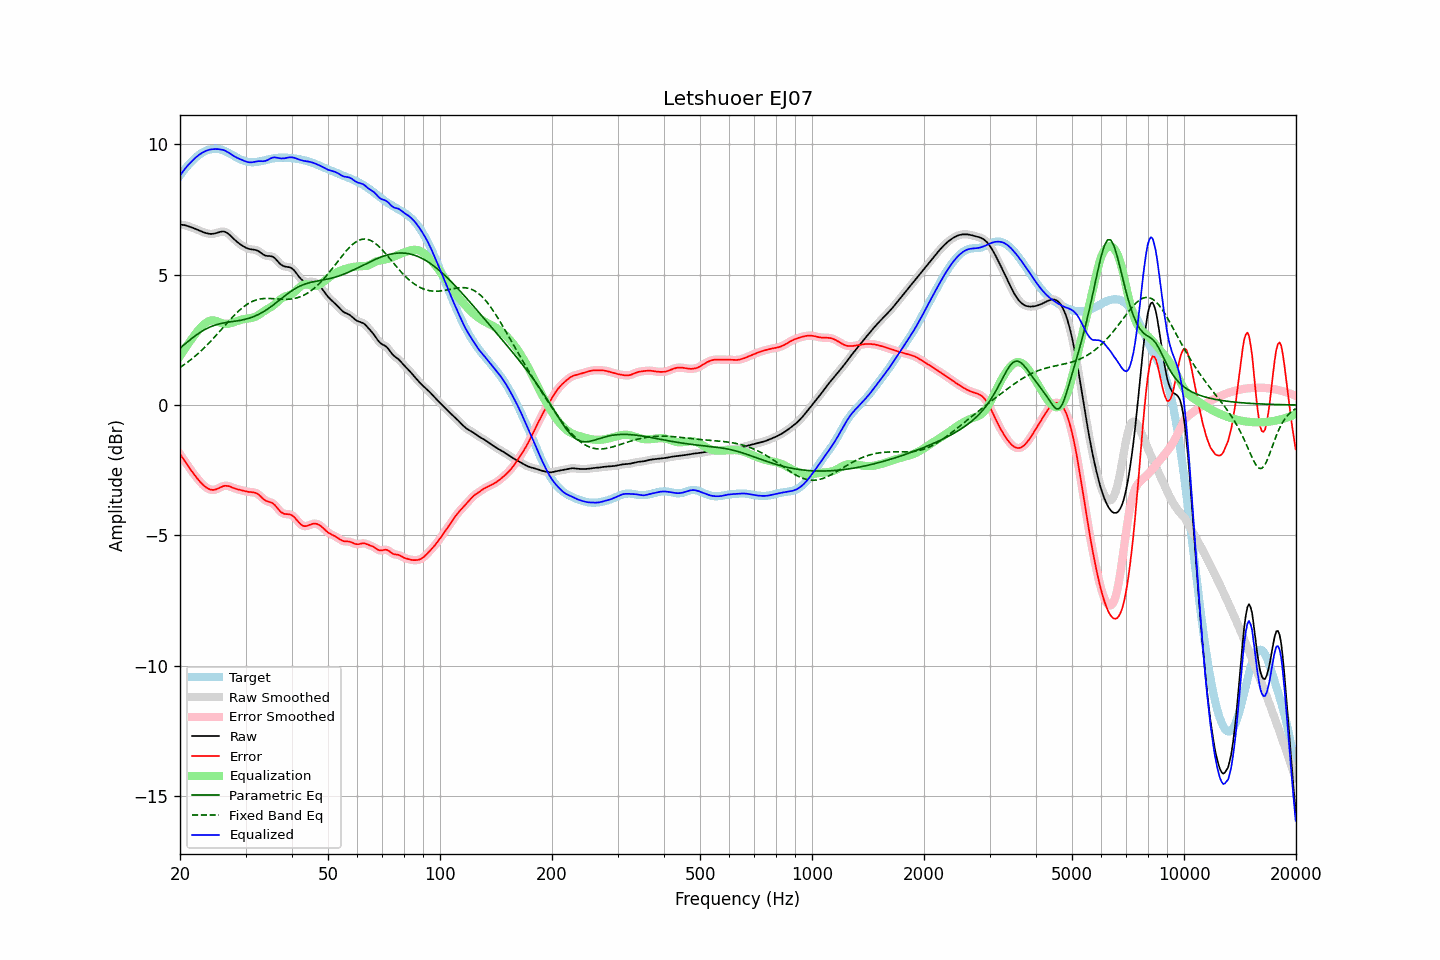 Letshuoer EJ07
Amplitude (dBr)
10
5
0
−5
−10
−15
Target
Raw Smoothed
Error Smoothed
Raw
Error
Equalization
Parametric Eq
Fixed Band Eq
Equalized
20 50 100 200 500 1000 2000 5000 10000 20000
Frequency (Hz)